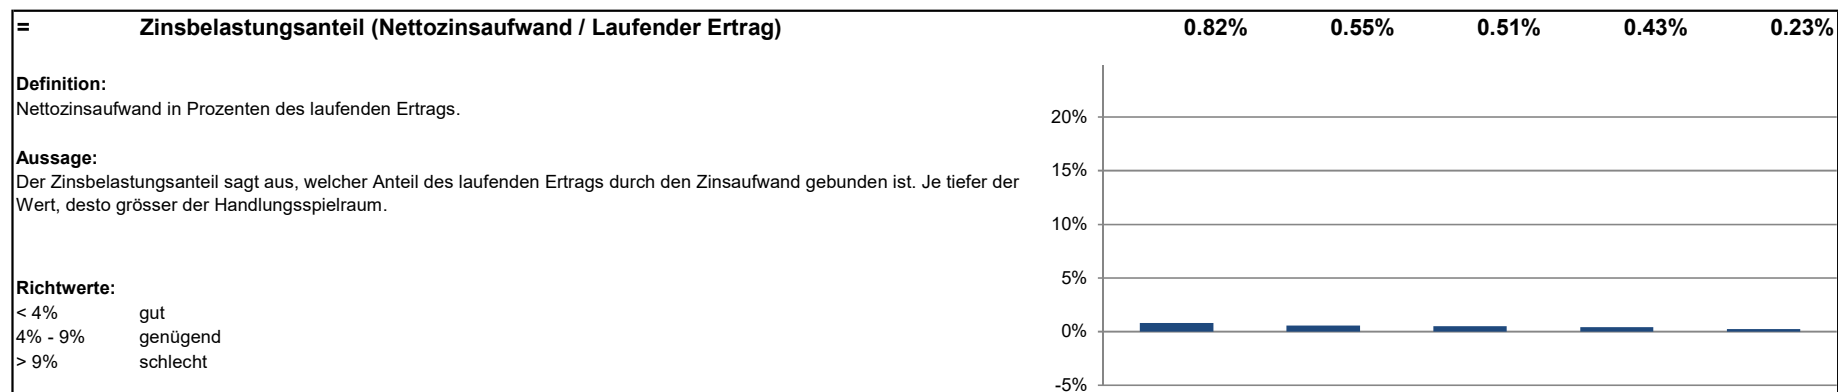 = Zinsbelastungsanteil (Nettozinsaufwand / Laufender Ertrag) 0.82% 0.55% 0.51% 0.43% 0.23%
Definition:
Nettozinsaufwand in Prozenten des laufenden Ertrags.
Aussage:
Der Zinsbelastungsanteil sagt aus, welcher Anteil des laufenden Ertrags durch den Zinsaufwand gebunden ist. Je tiefer der
Wert, desto grösser der Handlungsspielraum.
Richtwerte:
< 4% gut
4% - 9% genügend
> 9% schlecht
20%
15%
10%
5%
0%
-5%